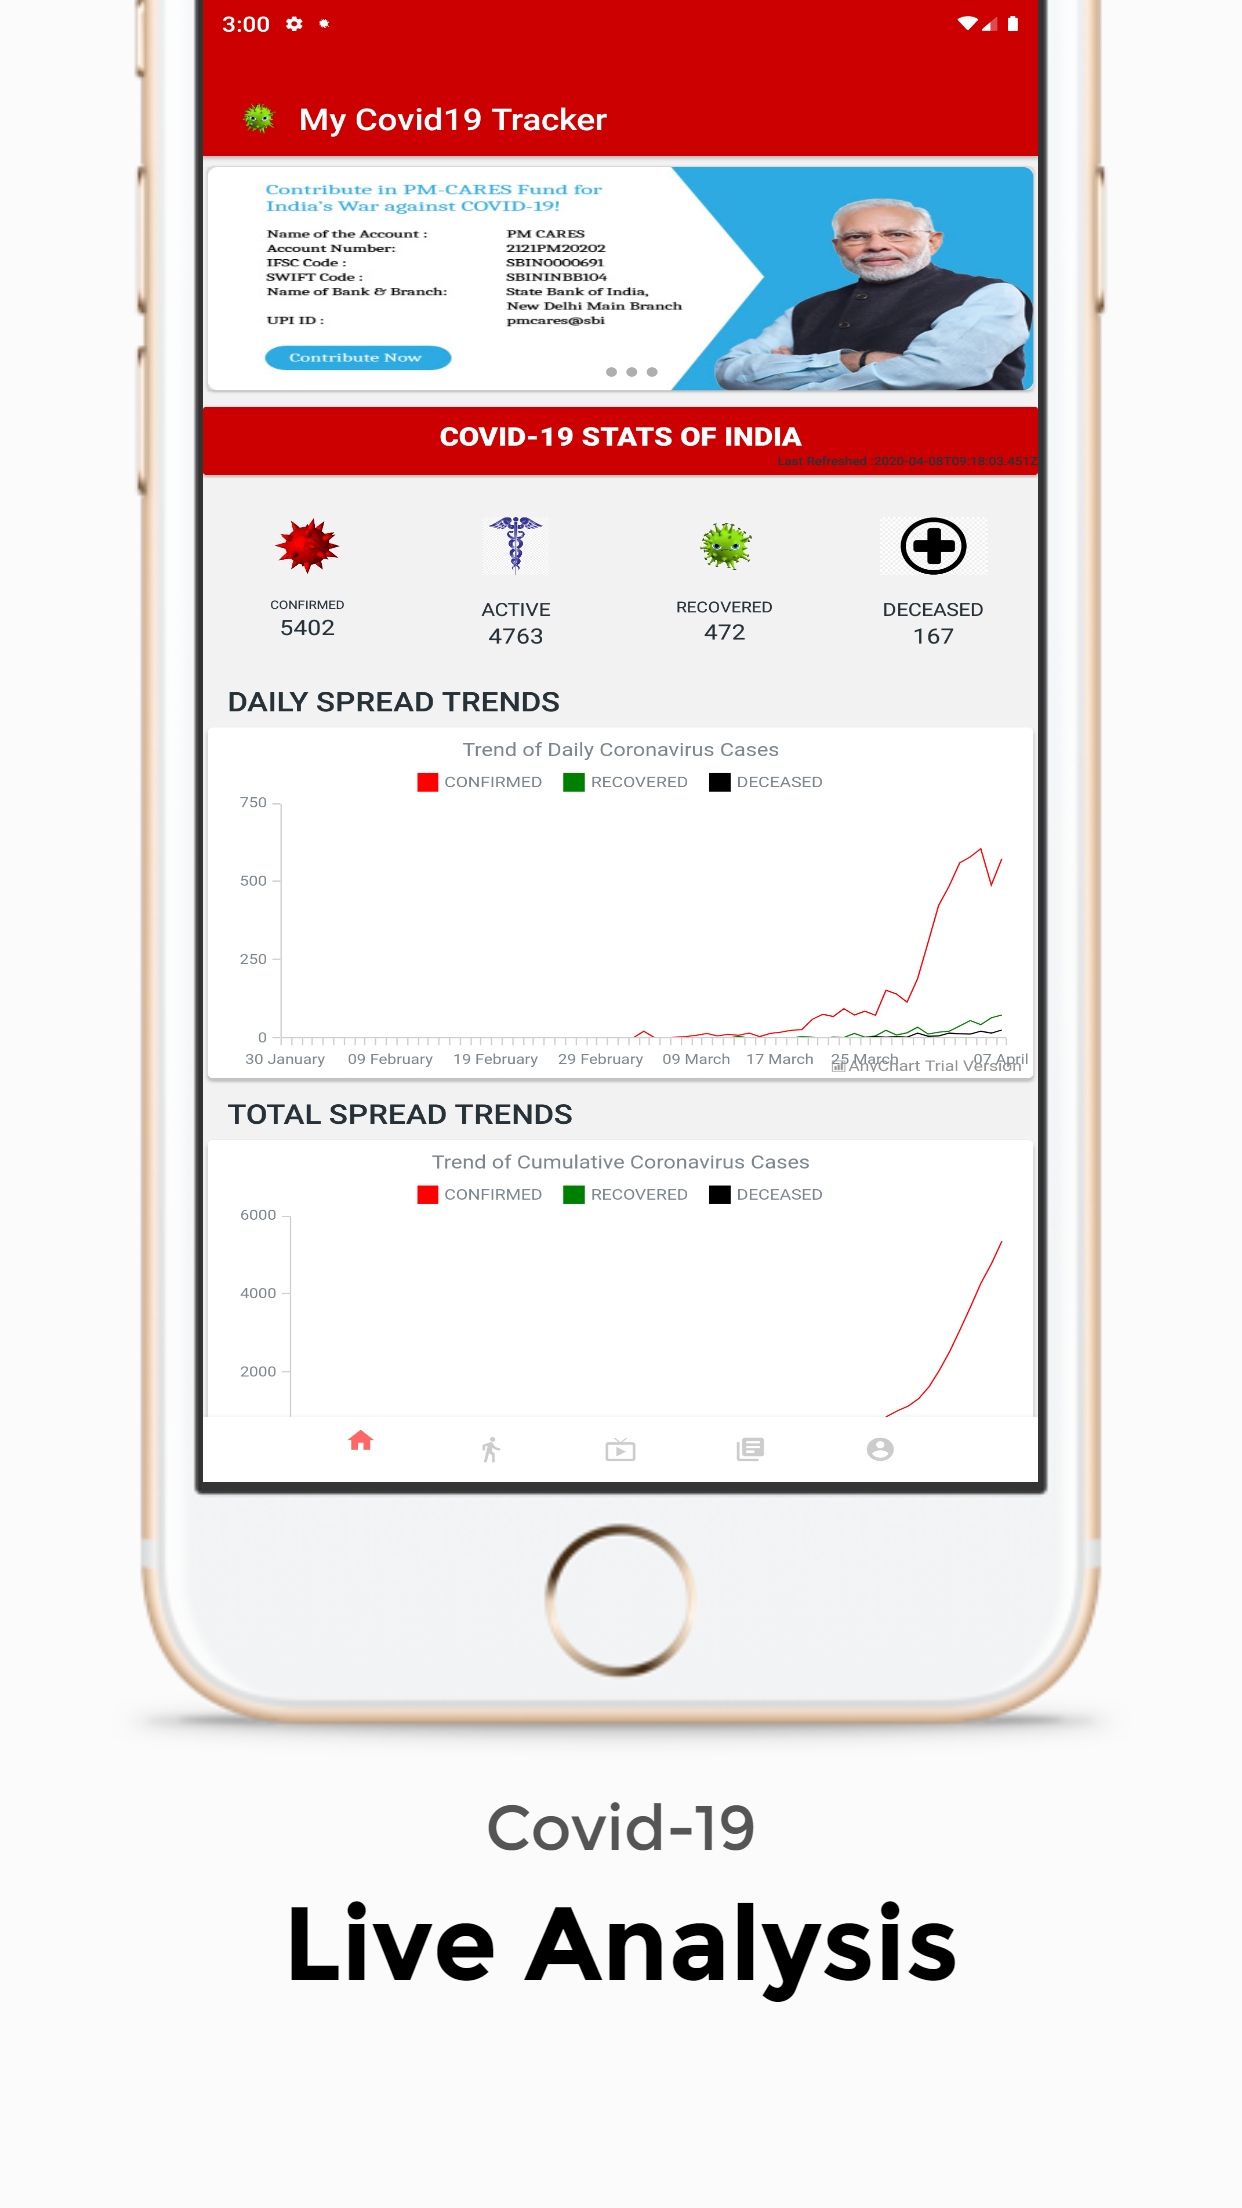 3:00
My Covid19 Tracker
Contribute in PM-CARES Fund for
India's War against COVID-19!
Name of the Account : PM CARES
Account Number: 2121PM20202
IFSC Code : SBIN0000691
SWIFT Code : SBININBB104
Name of Bank & Branch: State Bank of India,
New Delhi Main Branch
UPI ID : pmcares@sbi
Contribute Now
COVID-19 STATS OF INDIA
Last Refreshed :2020-04-08T09:18:03.451Z
CONFIRMED ACTIVE RECOVERED DECEASED
5402 4763 472 167
DAILY SPREAD TRENDS
Trend of Daily Coronavirus Cases
CONFIRMED RECOVERED DECEASED
750
500
250
0
30 January 09 February 19 February 29 February 09 March 17 March 25 March 07 April
AnyChart Trial Version
TOTAL SPREAD TRENDS
Trend of Cumulative Coronavirus Cases
CONFIRMED RECOVERED DECEASED
6000
4000
2000
Covid-19
Live Analysis